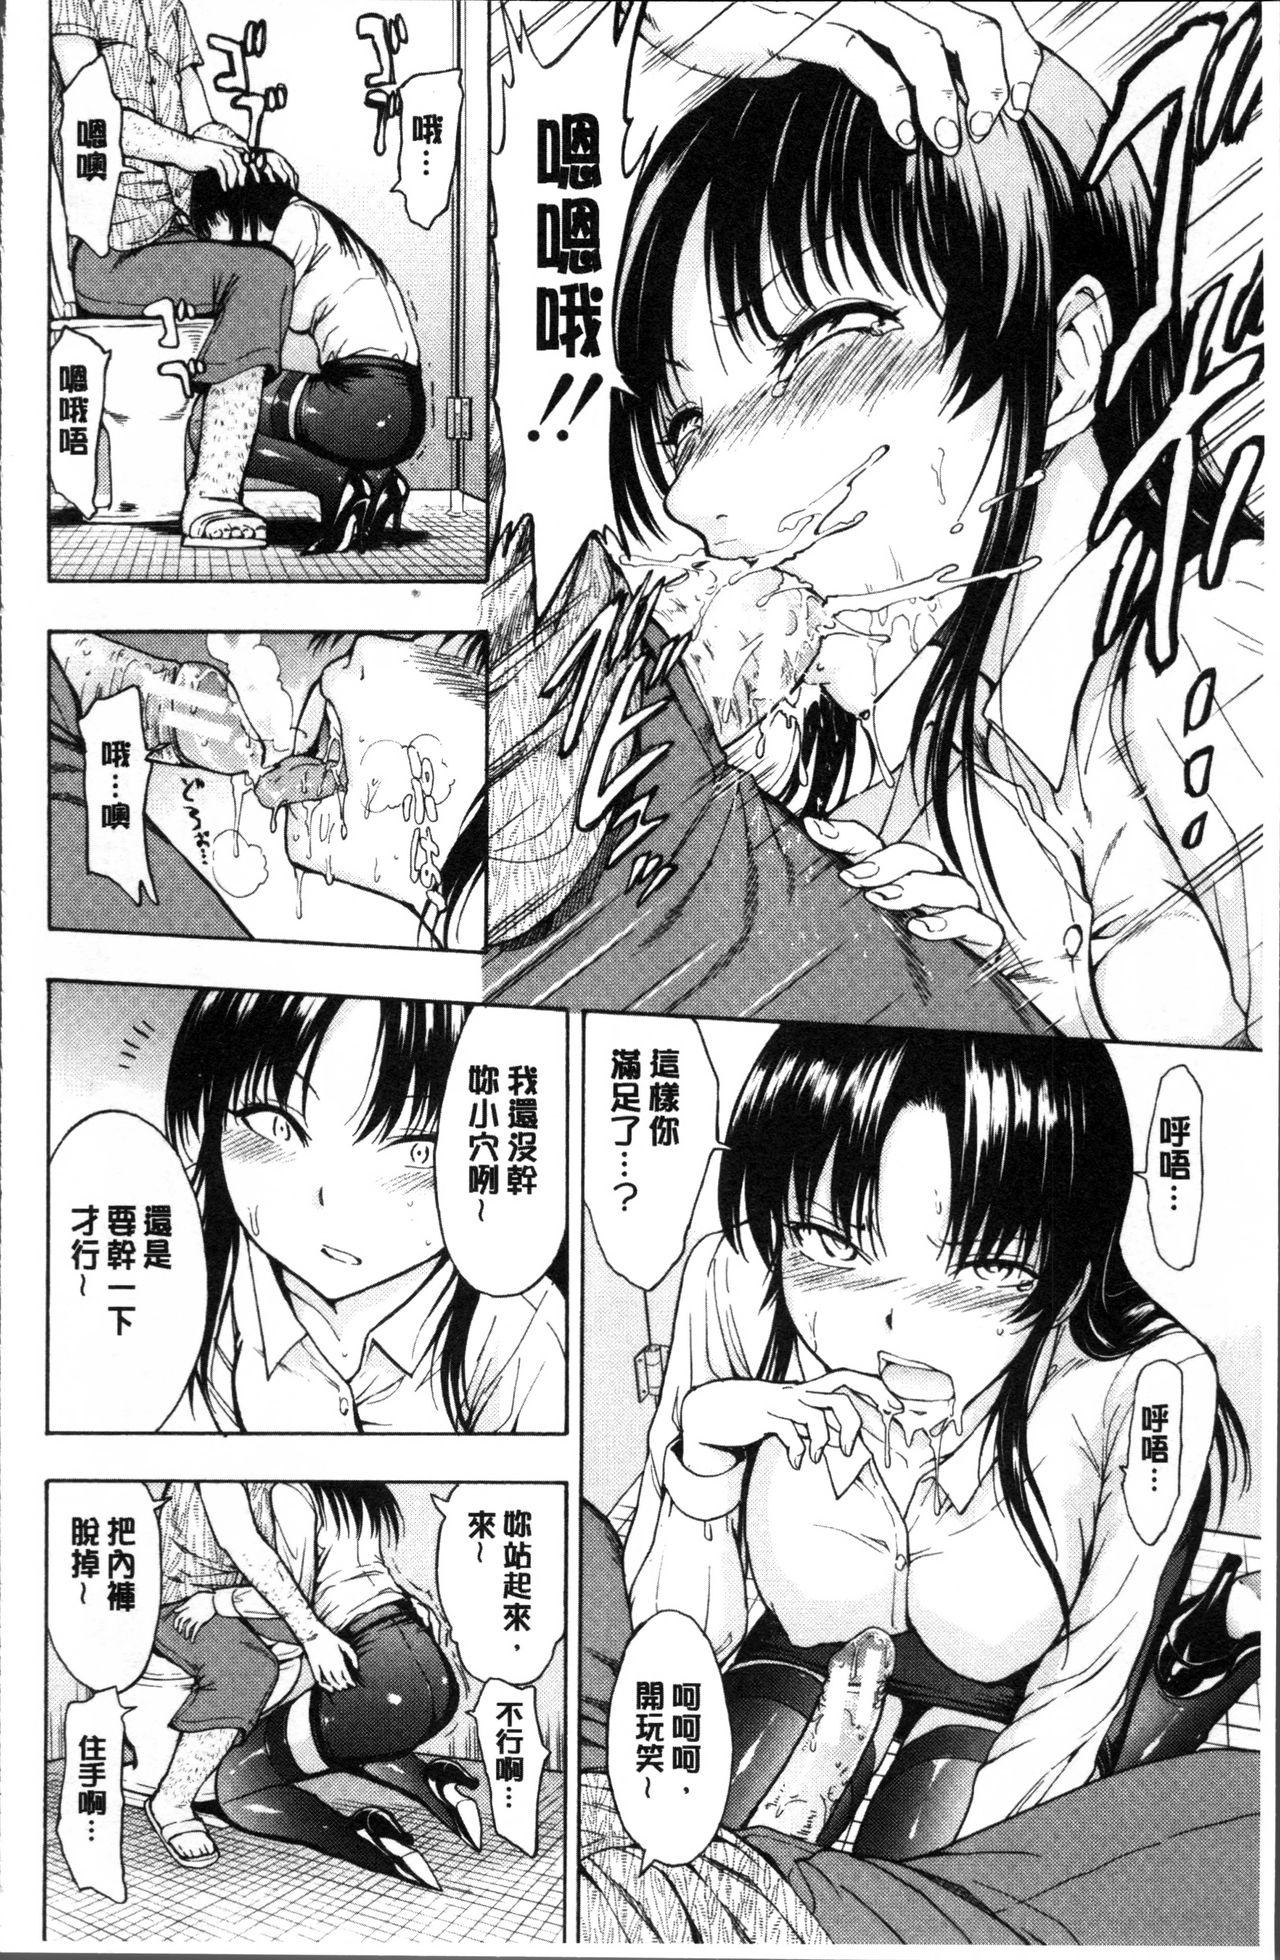 嗯嗯哦!!
哦…
嗯噢
嗯哦唔
哦…噢
どろぉ…
呼唔…
呼唔…
這樣你
滿足了…?
呵呵呵,
開玩笑~
我還沒幹
妳小穴咧~
還是
要幹一下
才行~
妳站起來,
來~
不行啊…
把內褲
脫掉~
住手啊…